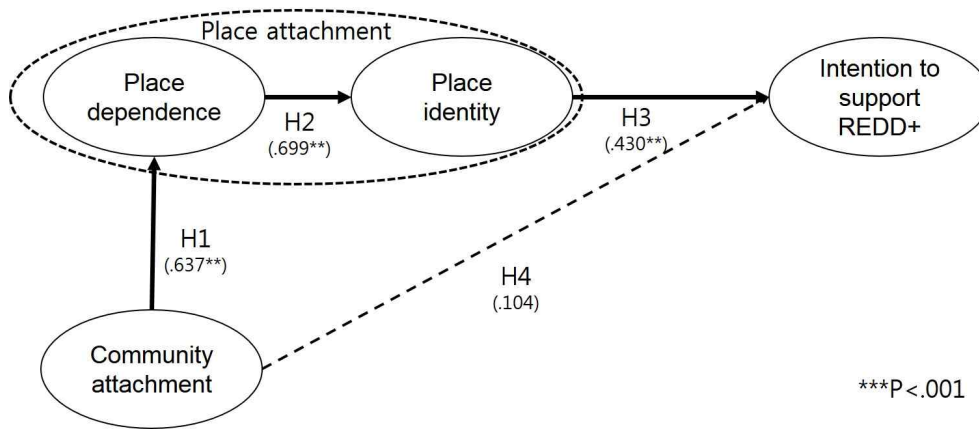 Place attachment
Place
dependence
Place
identity
Intention to
support
REDD+
H2
(.699**)
H3
(.430**)
H1
(.637**)
H4
(.104)
Community
attachment
***P<.001